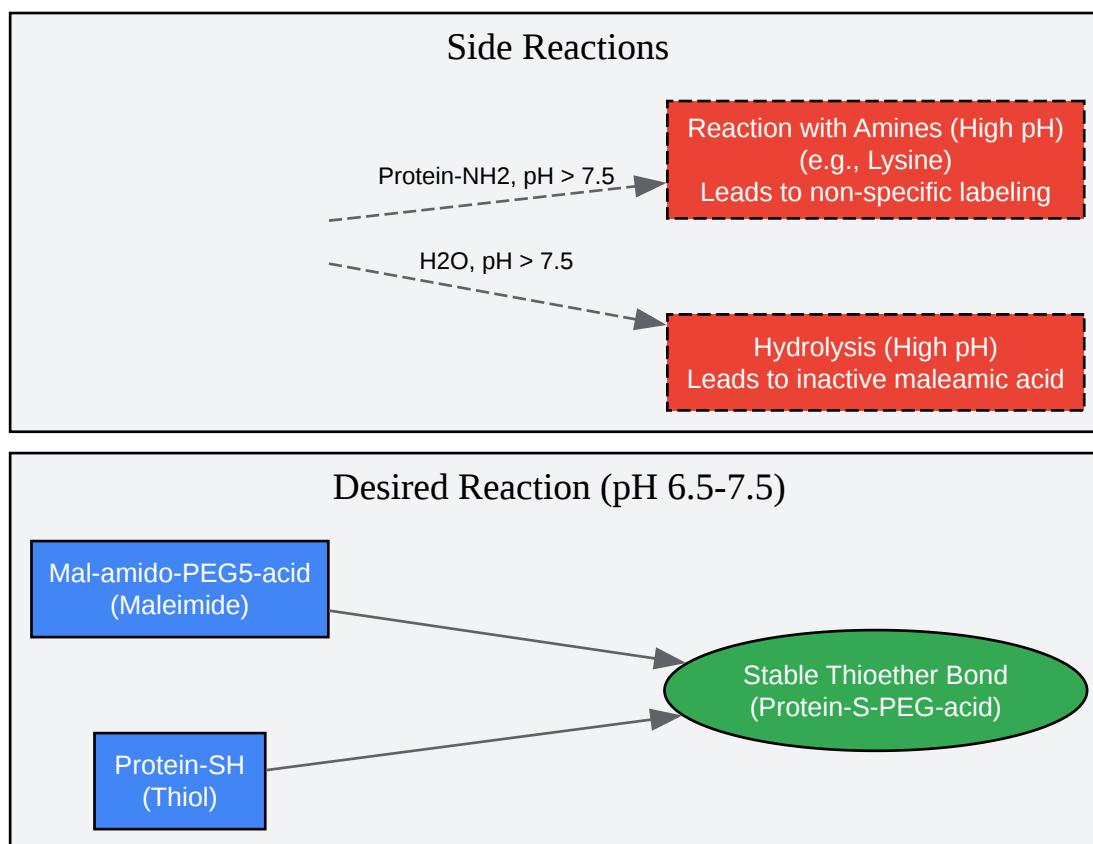 Side Reactions
Reaction with Amines (High pH)
(e.g., Lysine)
Leads to non-specific labeling
Protein-NH2, pH > 7.5
H2O, pH > 7.5
Hydrolysis (High pH)
Leads to inactive maleamic acid
Desired Reaction (pH 6.5-7.5)
Mal-amido-PEG5-acid
(Maleimide)
Stable Thioether Bond
(Protein-S-PEG-acid)
Protein-SH
(Thiol)